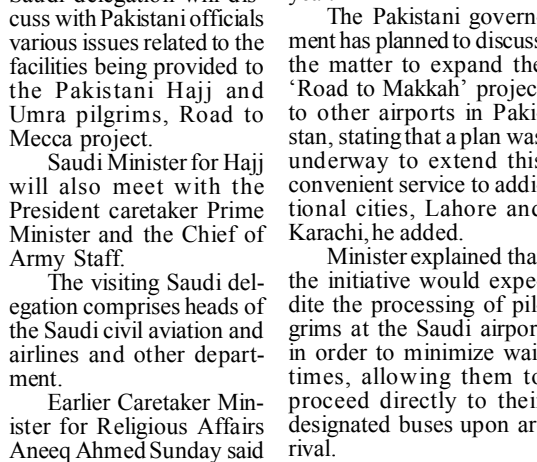 cuss with Pakistani officials
various issues related to the
facilities being provided to
the Pakistani Hajj and
Umra pilgrims, Road to
Mecca project.
Saudi Minister for Hajj
will also meet with the
President caretaker Prime
Minister and the Chief of
Army Staff.
The visiting Saudi del-
egation comprises heads of
the Saudi civil aviation and
airlines and other depart-
ment.
Earlier Caretaker Min-
ister for Religious Affairs
Aneeq Ahmed Sunday said
The Pakistani govern
ment has planned to discuss
the matter to expand the
‘Road to Makkah’ project
to other airports in Paki
stan, stating that a plan was
underway to extend this
convenient service to addi
tional cities, Lahore and
Karachi, he added.
Minister explained that
the initiative would expe
dite the processing of pil
grims at the Saudi airport
in order to minimize wait
times, allowing them to
proceed directly to their
designated buses upon ar
rival.